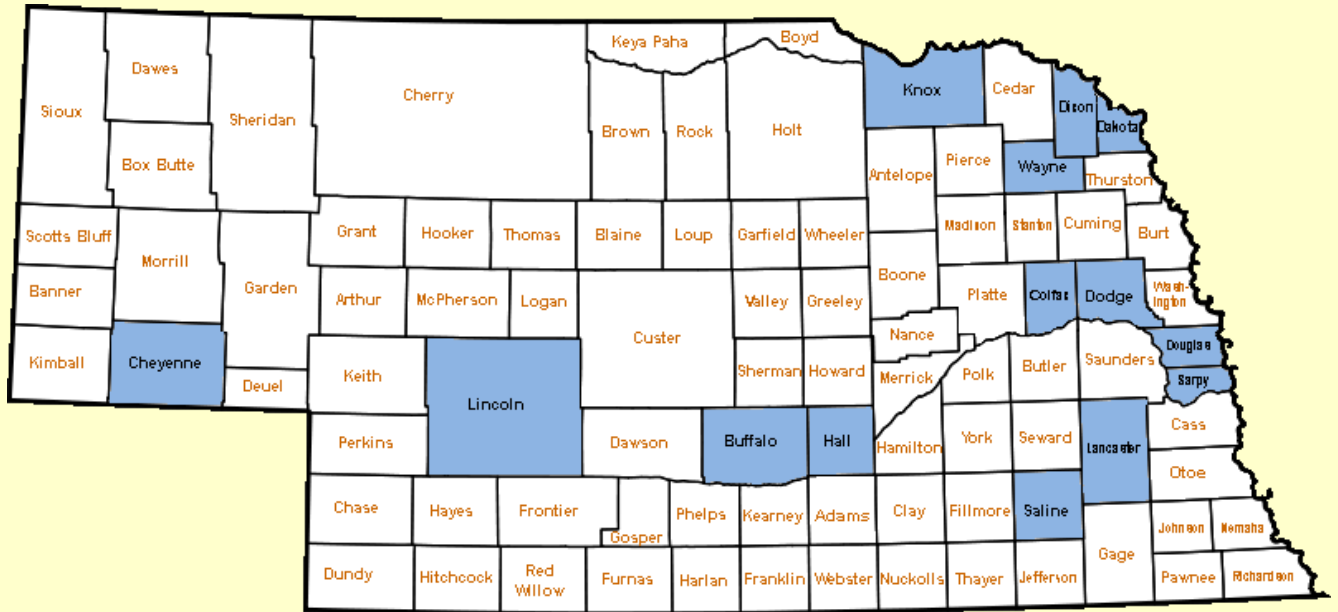 Keya Paha
Boyd
Dawes
Sioux
Sheridan
Cherry
Knox
Cedar
Dixon
Dakota
Brown
Rock
Holt
Box Butte
Antelope
Pierce
Wayne
Thurston
Scotts Bluff
Morrill
Grant
Hooker
Thomas
Blaine
Loup
Garfield
Wheeler
Madison
Stanton
Cuming
Burt
Boone
Banner
Garden
Arthur
McPherson
Logan
Custer
Valley
Greeley
Platte
Colfax
Dodge
Wash-
ington
Nance
Kimball
Cheyenne
Deuel
Keith
Lincoln
Sherman
Howard
Merrick
Polk
Butler
Saunders
Douglas
Sarpy
Perkins
Dawson
Buffalo
Hall
Hamilton
York
Seward
Lancaster
Cass
Otoe
Chase
Hayes
Frontier
Gosper
Phelps
Kearney
Adams
Clay
Fillmore
Saline
Gage
Johnson
Nemaha
Dundy
Hitchcock
Red
Willow
Furnas
Harlan
Franklin
Webster
Nuckolls
Thayer
Jefferson
Pawnee
Richardson